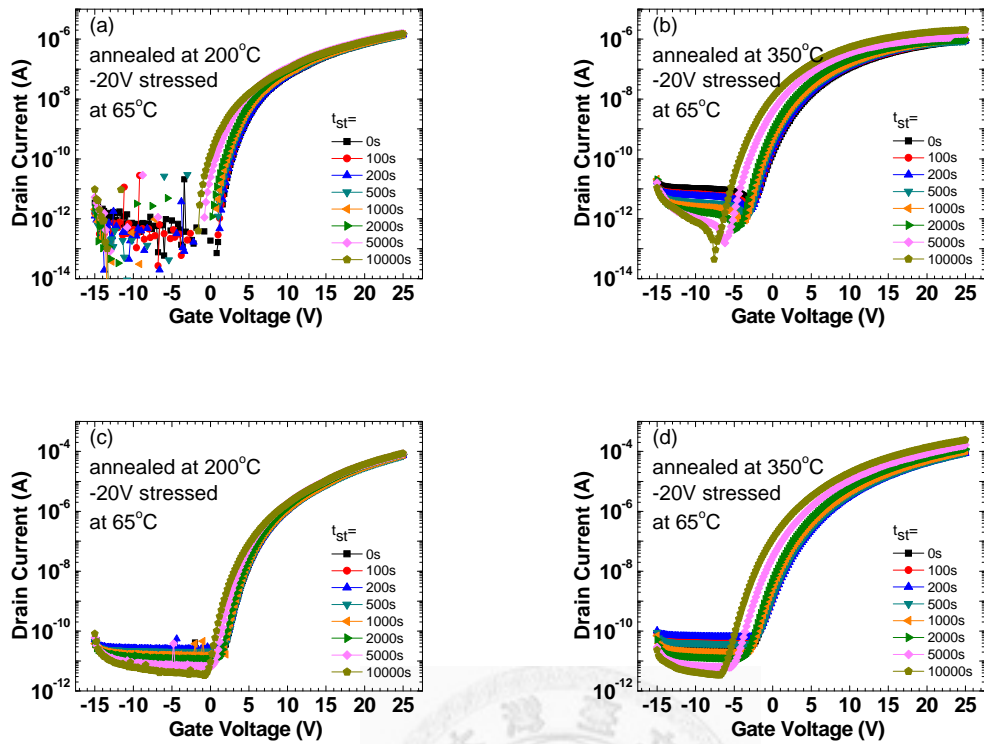 (a)
annealed at 200°C
-20V stressed
at 65°C
t_st=
0s
100s
200s
500s
1000s
2000s
5000s
10000s
10^-6
10^-8
10^-10
10^-12
10^-14
Drain Current (A)
-15 -10 -5 0 5 10 15 20 25
Gate Voltage (V)
(b)
annealed at 350°C
-20V stressed
at 65°C
t_st=
0s
100s
200s
500s
1000s
2000s
5000s
10000s
10^-6
10^-8
10^-10
10^-12
10^-14
Drain Current (A)
-15 -10 -5 0 5 10 15 20 25
Gate Voltage (V)
(c)
annealed at 200°C
-20V stressed
at 65°C
t_st=
0s
100s
200s
500s
1000s
2000s
5000s
10000s
10^-4
10^-6
10^-8
10^-10
10^-12
Drain Current (A)
-15 -10 -5 0 5 10 15 20 25
Gate Voltage (V)
(d)
annealed at 350°C
-20V stressed
at 65°C
t_st=
0s
100s
200s
500s
1000s
2000s
5000s
10000s
10^-4
10^-6
10^-8
10^-10
10^-12
Drain Current (A)
-15 -10 -5 0 5 10 15 20 25
Gate Voltage (V)